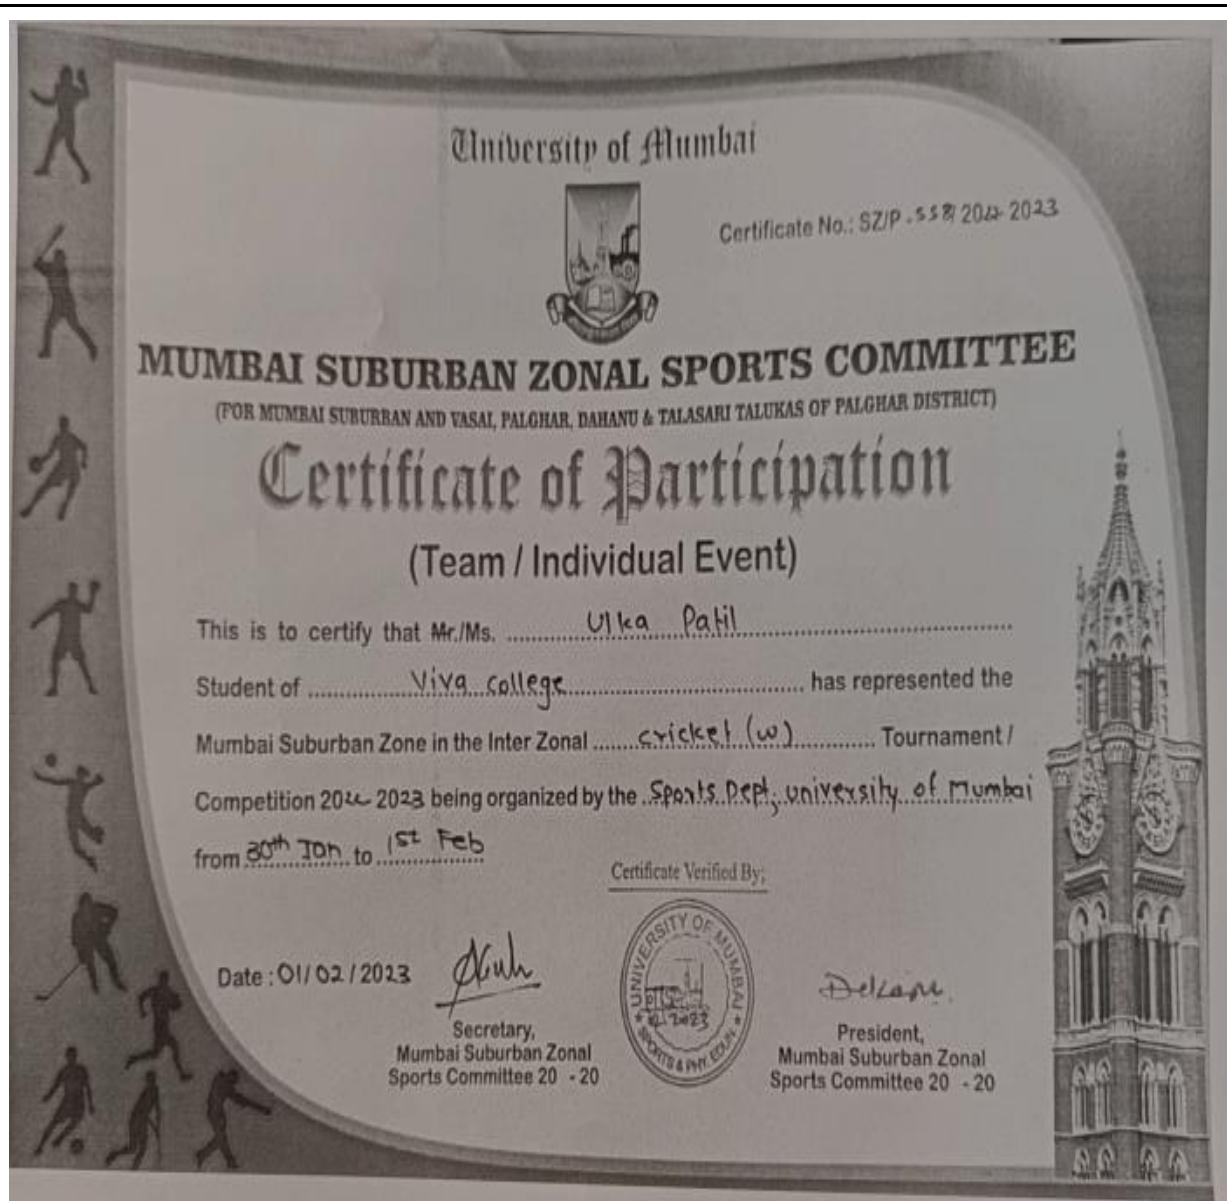 University of Mumbai
Certificate No.: SZ/P - 558/2022-2023
MUMBAI SUBURBAN ZONAL SPORTS COMMITTEE
(FOR MUMBAI SUBURBAN AND VASAI, PALGHAR, DAHANU & TALASARI TALUKAS OF PALGHAR DISTRICT)
Certificate of Participation
(Team / Individual Event)
This is to certify that Mr./Ms. Ulka Patil
Student of Viva college has represented the
Mumbai Suburban Zone in the Inter Zonal cricket (w) Tournament /
Competition 2022-2023 being organized by the Sports Dept, university of Mumbai
from 30th Jan to 1st Feb
Certificate Verified By;
Date : 01/02/2023
UNIVERSITY OF MUMBAI
2023
SPORTS & PHY. EDUN.
Secretary,
Mumbai Suburban Zonal
Sports Committee 20 - 20
President,
Mumbai Suburban Zonal
Sports Committee 20 - 20